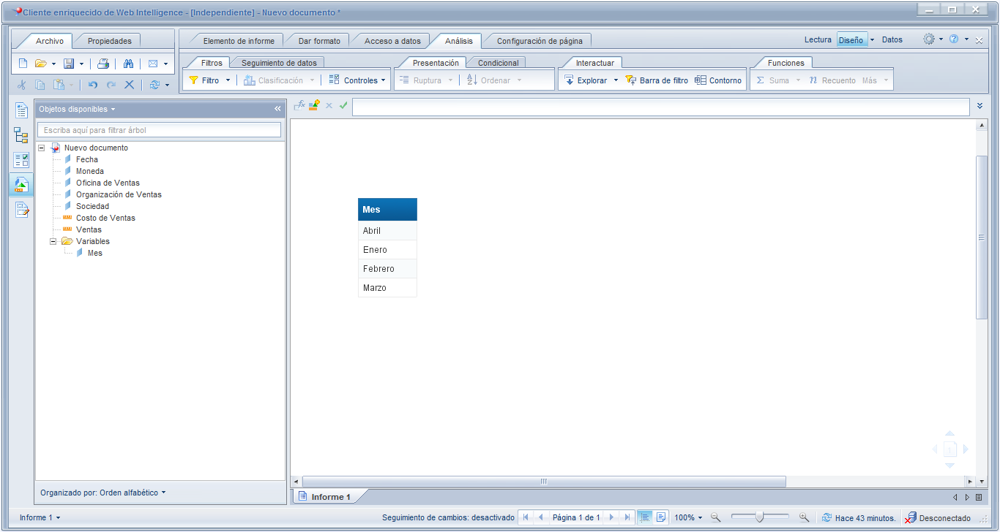 Cliente enriquecido de Web Intelligence - [Independiente] - Nuevo documento *
Archivo Propiedades Elemento de informe Dar formato Acceso a datos Análisis Configuración de página Lectura Diseño Datos
Filtros Seguimiento de datos Presentación Condicional Interactuar Funciones
Filtro Clasificación Controles Ruptura Ordenar Explorar Barra de filtro Contorno Suma Recuento Más
Objetos disponibles
Escriba aquí para filtrar árbol
Nuevo documento
Fecha
Moneda
Oficina de Ventas
Organización de Ventas
Sociedad
Costo de Ventas
Ventas
Variables
Mes
Mes
Abril
Enero
Febrero
Marzo
Organizado por: Orden alfabético
Informe 1
Informe 1 Seguimiento de cambios: desactivado Página 1 de 1 100% Hace 43 minutos. Desconectado